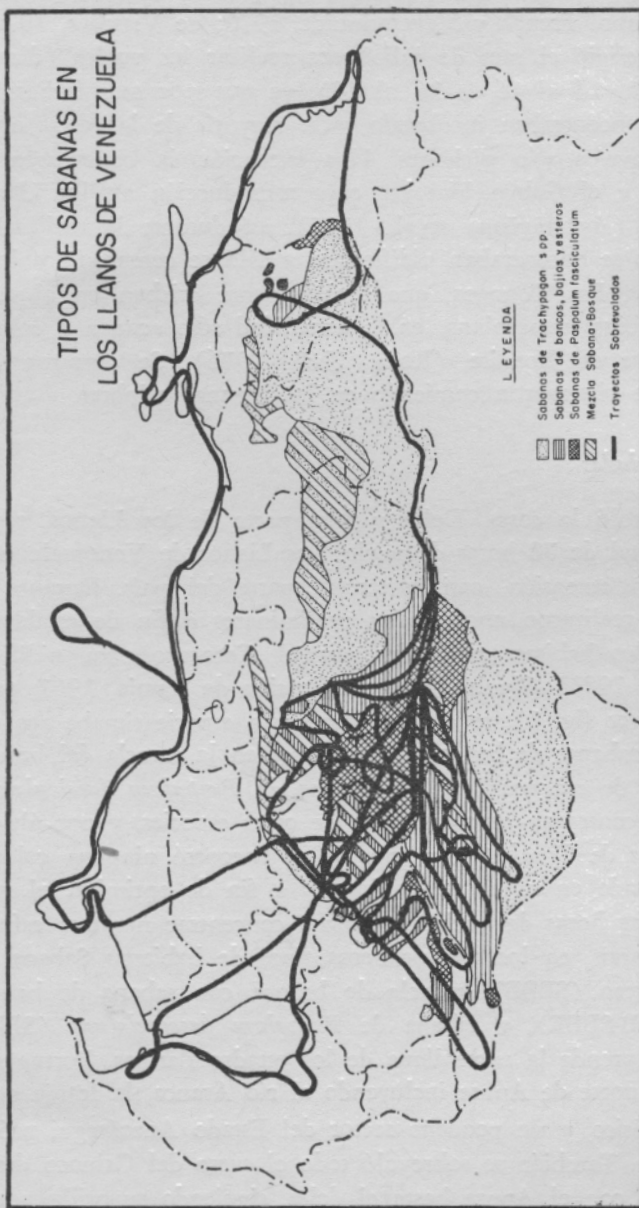 TIPOS DE SABANAS EN
LOS LLANOS DE VENEZUELA
LEYENDA
Sabanas de Trachypogon spp.
Sabanas de bancos, bajios y esteros
Sabanas de Paspalum fasciculatum
Mezcla Sabana-Bosque
Trayectos Sobrevolados